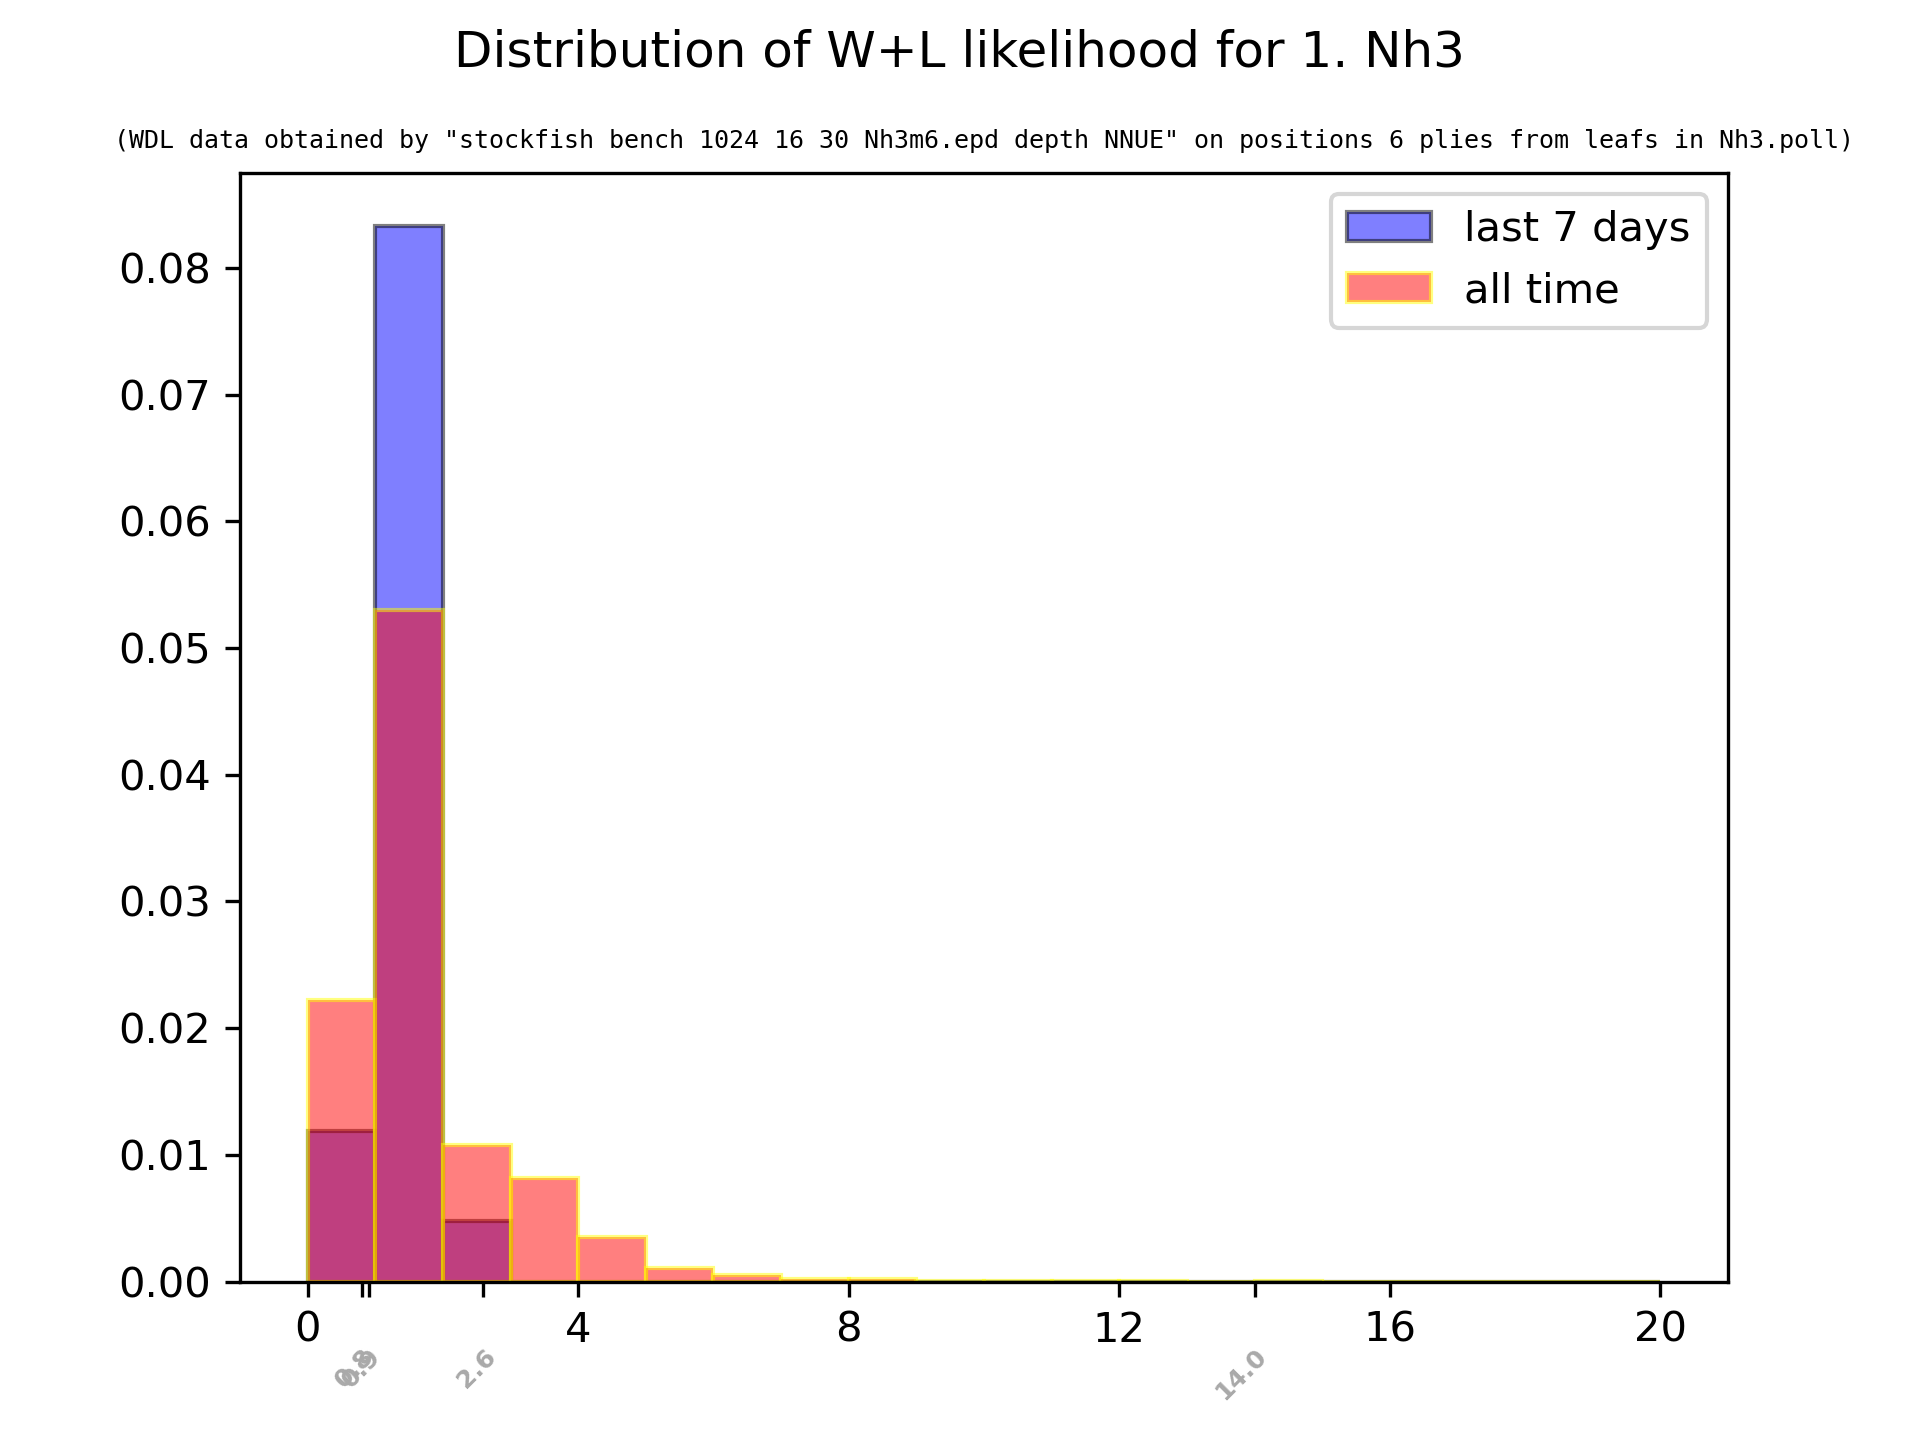 Distribution of W+L likelihood for 1. Nh3
(WDL data obtained by "stockfish bench 1024 16 30 Nh3m6.epd depth NNUE" on positions 6 plies from leafs in Nh3.poll)
last 7 days
all time
0.08
0.07
0.06
0.05
0.04
0.03
0.02
0.01
0.00
0 4 8 12 16 20
2.6 14.0